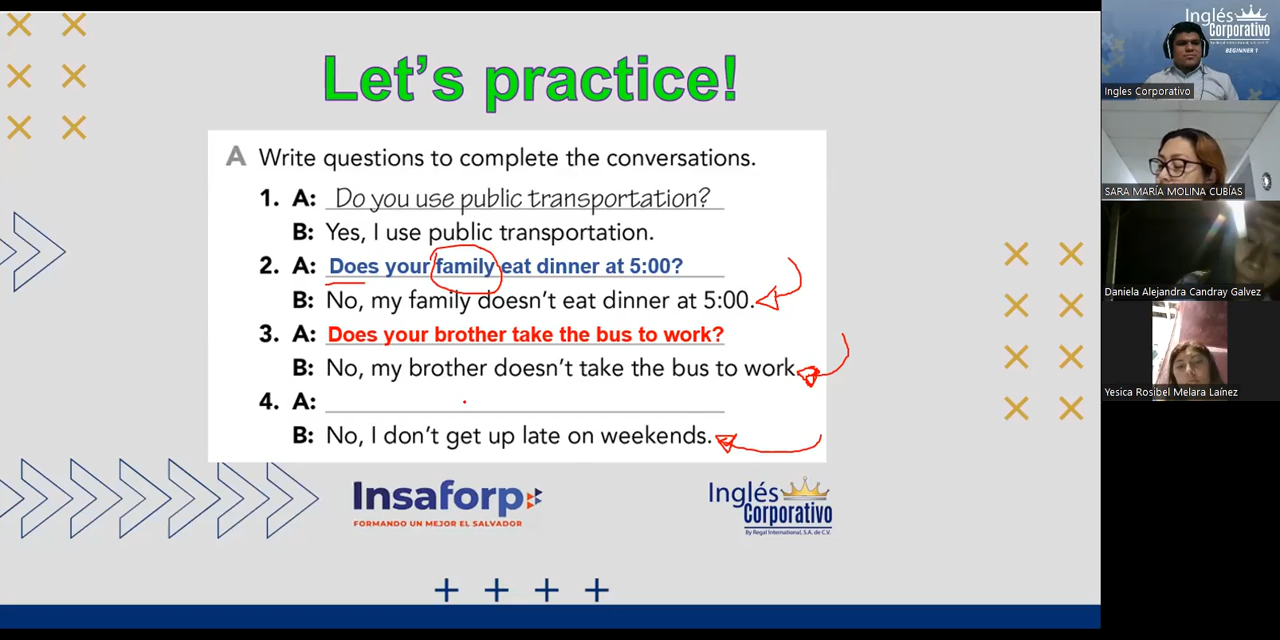 Let's practice!
A Write questions to complete the conversations.
1. A: Do you use public transportation?
B: Yes, I use public transportation.
2. A: Does your family eat dinner at 5:00?
B: No, my family doesn't eat dinner at 5:00.
3. A: Does your brother take the bus to work?
B: No, my brother doesn't take the bus to work.
4. A:
B: No, I don't get up late on weekends.
Insaforp
FORMANDO UN MEJOR EL SALVADOR
Inglés
Corporativo
By Regal International, S.A. de C.V.
Inglés
Corporativo
BEGINNER 1
Ingles Corporativo
SARA MARÍA MOLINA CUBÍAS
Daniela Alejandra Candray Galvez
Yesica Rosibel Melara Laínez